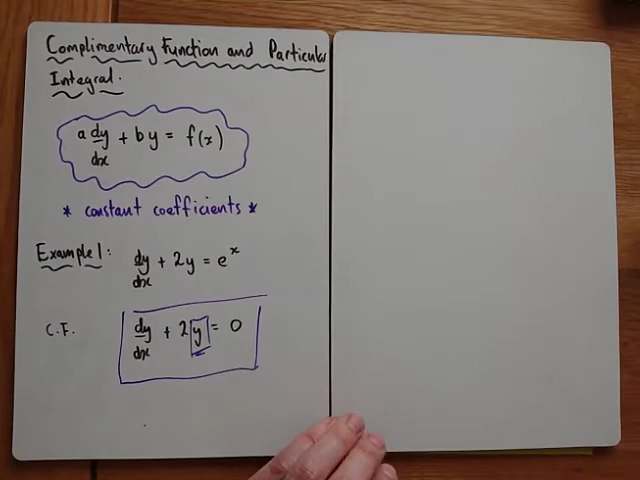 Complimentary Function and Particular
Integral.
a dy/dx + by = f(x)
* constant coefficients *
Example 1: dy/dx + 2y = e^x
C.F. dy/dx + 2y = 0